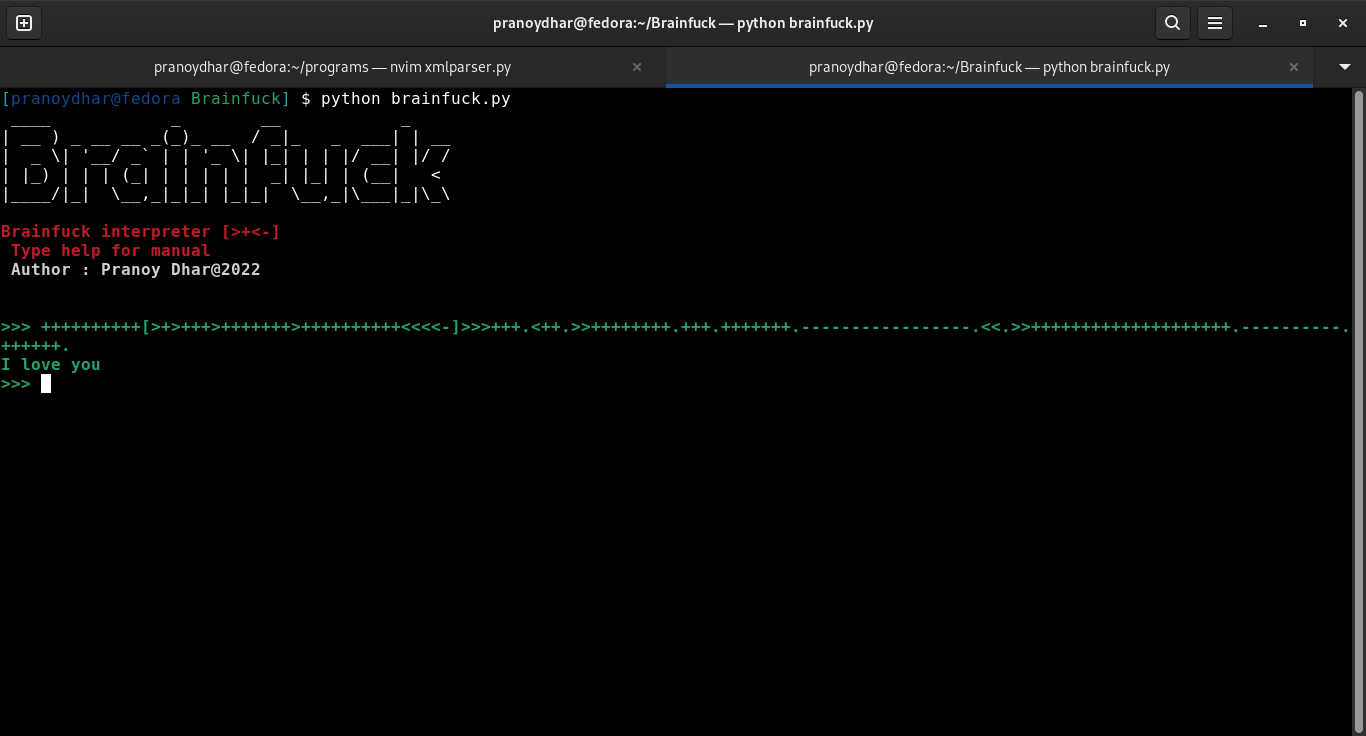 pranoydhar@fedora:~/Brainfuck — python brainfuck.py
pranoydhar@fedora:~/programs — nvim xmlparser.py
pranoydhar@fedora:~/Brainfuck — python brainfuck.py
[pranoydhar@fedora Brainfuck] $ python brainfuck.py
Brainfuck
Brainfuck interpreter [>+<-]
Type help for manual
Author : Pranoy Dhar@2022
>>> ++++++++++[>+>+++>+++++++>++++++++++<<<<-]>>>+++.<++.>>++++++++.+++.+++++++.-----------------.<<.>>++++++++++++++++++++.----------.
++++++.
I love you
>>>